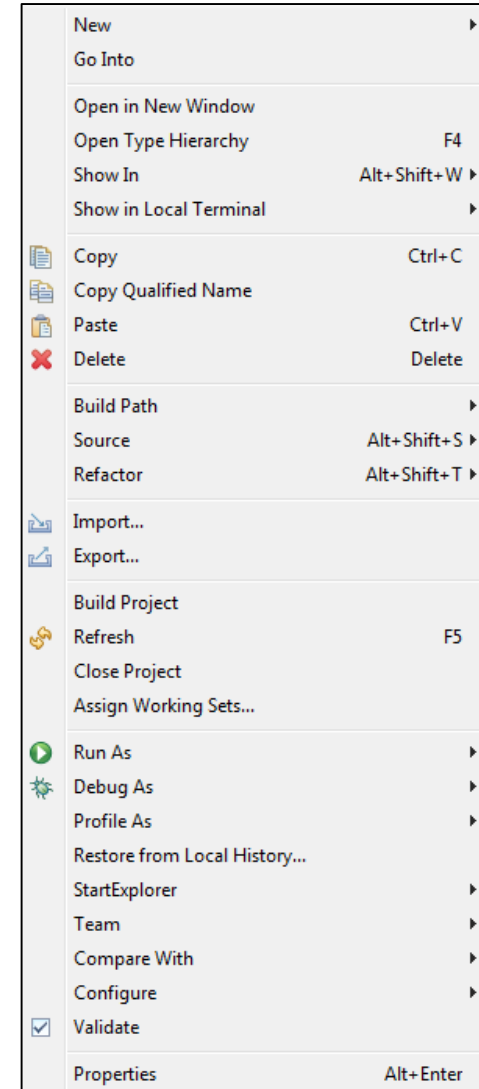 New
Go Into
Open in New Window
Open Type Hierarchy F4
Show In Alt+Shift+W
Show in Local Terminal
Copy Ctrl+C
Copy Qualified Name
Paste Ctrl+V
Delete Delete
Build Path
Source Alt+Shift+S
Refactor Alt+Shift+T
Import...
Export...
Build Project
Refresh F5
Close Project
Assign Working Sets...
Run As
Debug As
Profile As
Restore from Local History...
StartExplorer
Team
Compare With
Configure
Validate
Properties Alt+Enter